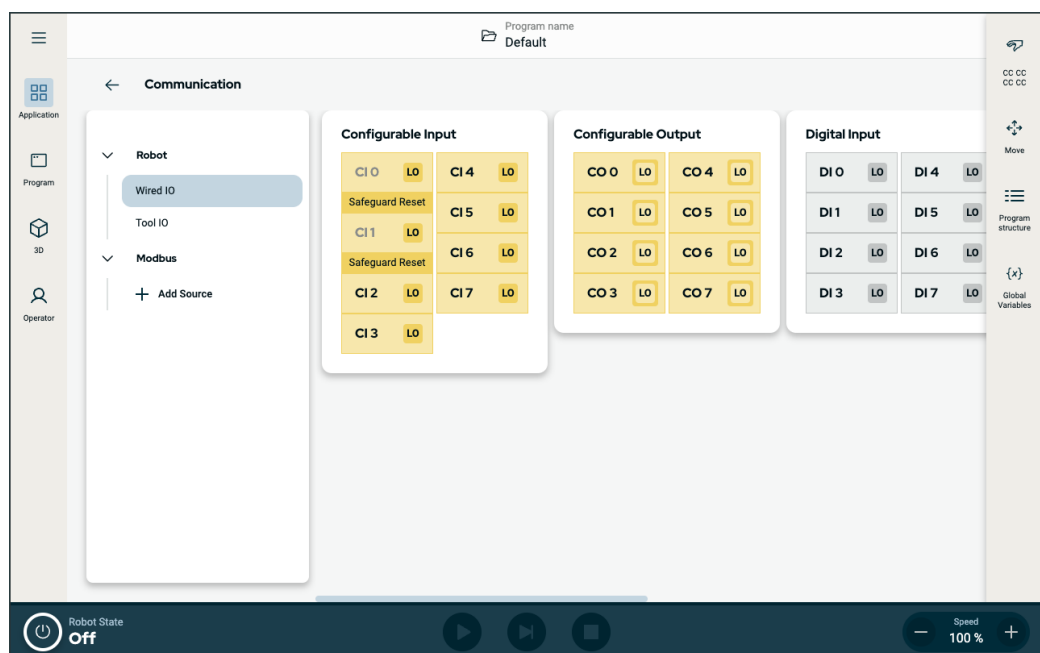 Program name
Default
Application
Program
3D
Operator
Communication
Robot
Wired IO
Tool IO
Modbus
Add Source
Configurable Input
CI 0 LO CI 4 LO
Safeguard Reset
CI 5 LO
CI 1 LO
CI 6 LO
Safeguard Reset
CI 2 LO CI 7 LO
CI 3 LO
Configurable Output
CO 0 LO CO 4 LO
CO 1 LO CO 5 LO
CO 2 LO CO 6 LO
CO 3 LO CO 7 LO
Digital Input
DI 0 LO DI 4 LO
DI 1 LO DI 5 LO
DI 2 LO DI 6 LO
DI 3 LO DI 7 LO
CC CC
CC CC
Move
Program
structure
{x}
Global
Variables
Robot State
Off
Speed
100 %